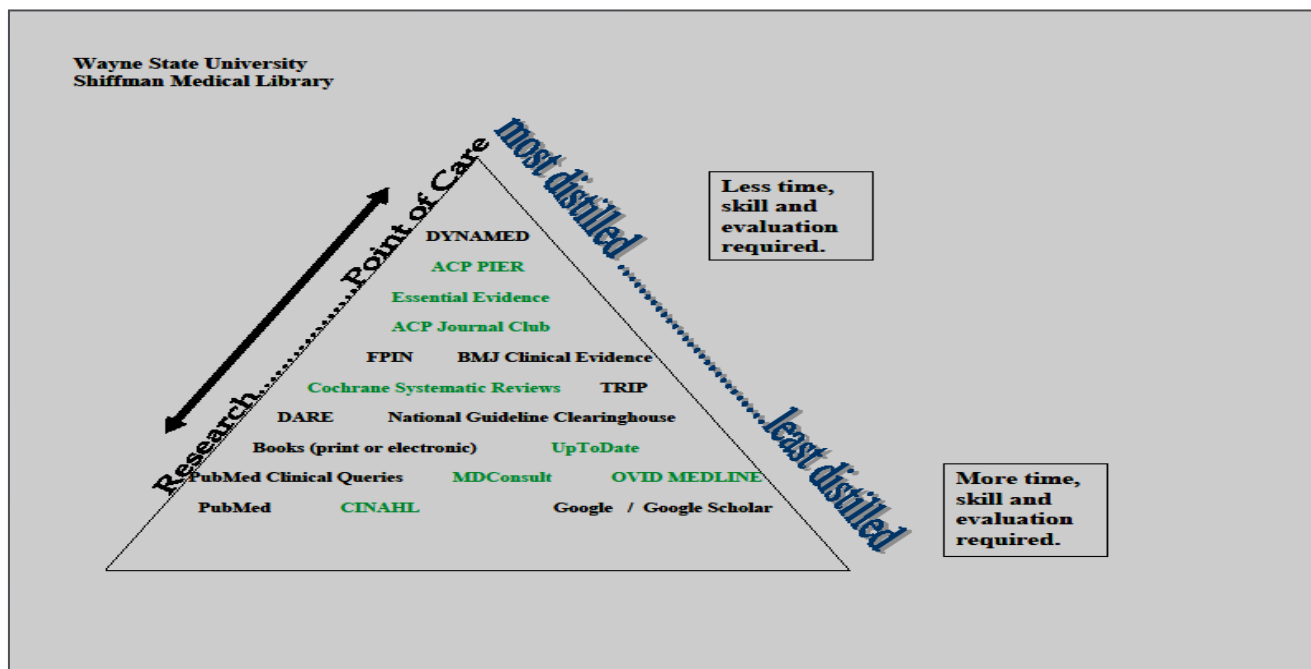 Wayne State University
Shiffman Medical Library
Research..................Point of Care
most distilled ........................least distilled
Less time,
skill and
evaluation
required.
DYNAMED
ACP PIER
Essential Evidence
ACP Journal Club
FPIN BMJ Clinical Evidence
Cochrane Systematic Reviews TRIP
DARE National Guideline Clearinghouse
Books (print or electronic) UpToDate
PubMed Clinical Queries MDConsult OVID MEDLINE
PubMed CINAHL Google / Google Scholar
More time,
skill and
evaluation
required.